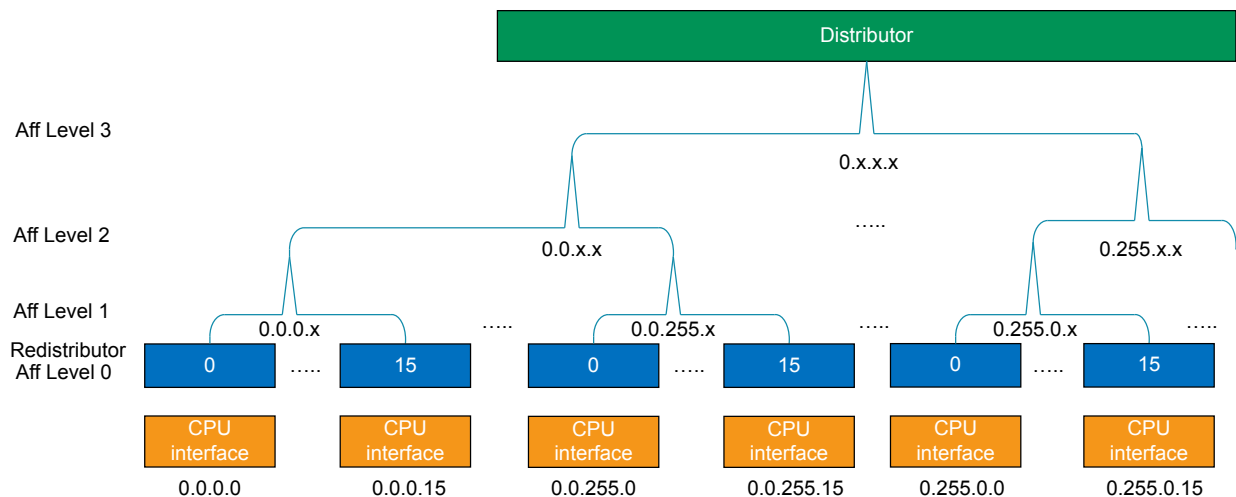 Distributor
Aff Level 3
0.x.x.x
Aff Level 2
0.0.x.x
.....
0.255.x.x
Aff Level 1
0.0.0.x
.....
0.0.255.x
.....
0.255.0.x
.....
Redistributor
Aff Level 0
0
.....
15
0
.....
15
0
.....
15
CPU
interface
CPU
interface
CPU
interface
CPU
interface
CPU
interface
CPU
interface
0.0.0.0
0.0.0.15
0.0.255.0
0.0.255.15
0.255.0.0
0.255.0.15